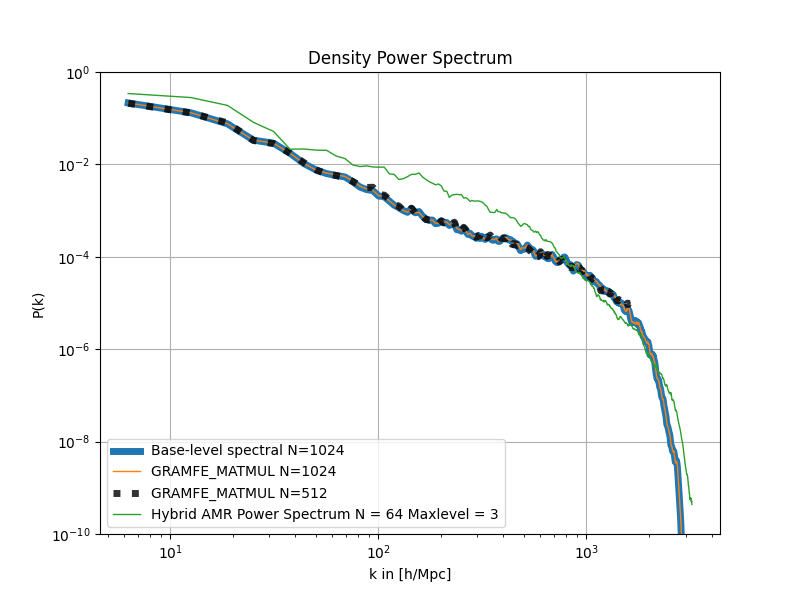 Density Power Spectrum
P(k)
10^0
10^-2
10^-4
10^-6
10^-8
10^-10
Base-level spectral N=1024
GRAMFE_MATMUL N=1024
GRAMFE_MATMUL N=512
Hybrid AMR Power Spectrum N = 64 Maxlevel = 3
10^1 10^2 10^3
k in [h/Mpc]